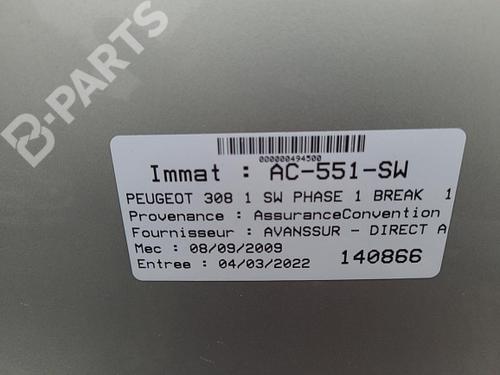 B-PARTS
000000494500
Immat : AC-551-SW
PEUGEOT 308 1 SW PHASE 1 BREAK 1
Provenance : AssuranceConvention
Fournisseur : AVANSSUR - DIRECT A
Mec : 08/09/2009
Entree : 04/03/2022 140866